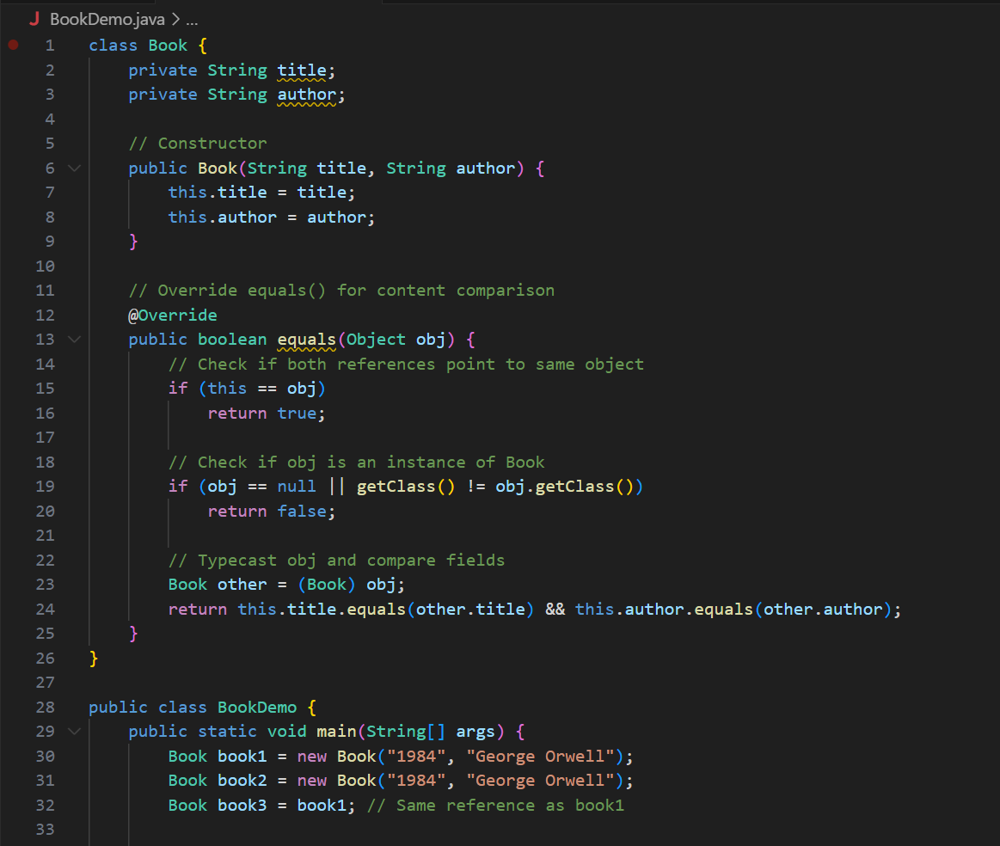 J BookDemo.java > ...
1 class Book {
2     private String title;
3     private String author;
4
5     // Constructor
6     public Book(String title, String author) {
7         this.title = title;
8         this.author = author;
9     }
10
11     // Override equals() for content comparison
12     @Override
13     public boolean equals(Object obj) {
14         // Check if both references point to same object
15         if (this == obj)
16             return true;
17
18         // Check if obj is an instance of Book
19         if (obj == null || getClass() != obj.getClass())
20             return false;
21
22         // Typecast obj and compare fields
23         Book other = (Book) obj;
24         return this.title.equals(other.title) && this.author.equals(other.author);
25     }
26 }
27
28 public class BookDemo {
29     public static void main(String[] args) {
30         Book book1 = new Book("1984", "George Orwell");
31         Book book2 = new Book("1984", "George Orwell");
32         Book book3 = book1; // Same reference as book1
33